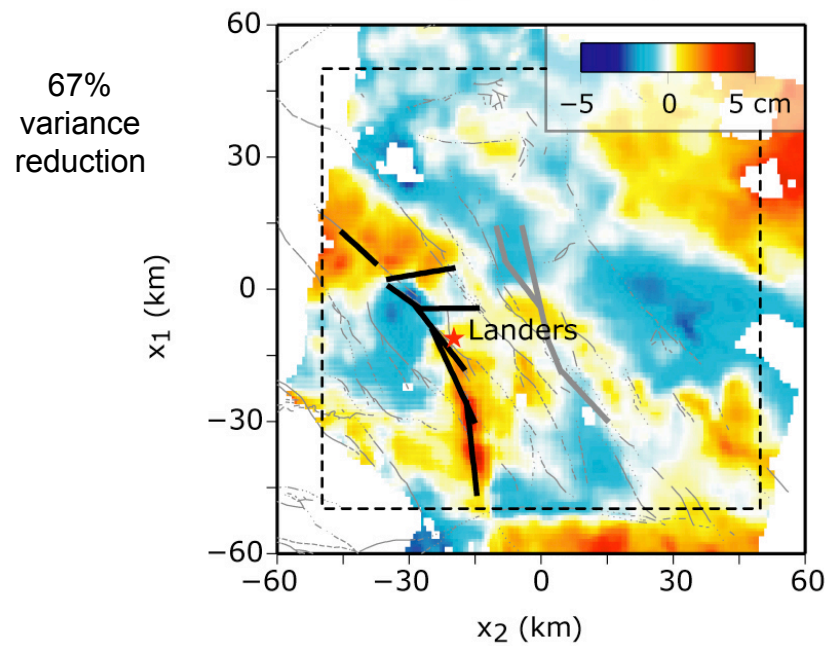 67%
variance
reduction
60
30
0
−30
−60
x1 (km)
−5 0 5 cm
Landers
−60 −30 0 30 60
x2 (km)